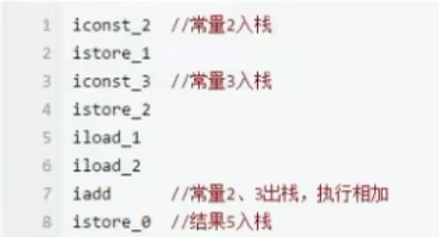 1 iconst_2 //常量2入栈
2 istore_1
3 iconst_3 //常量3入栈
4 istore_2
5 iload_1
6 iload_2
7 iadd //常量2、3出栈，执行相加
8 istore_0 //结果5入栈